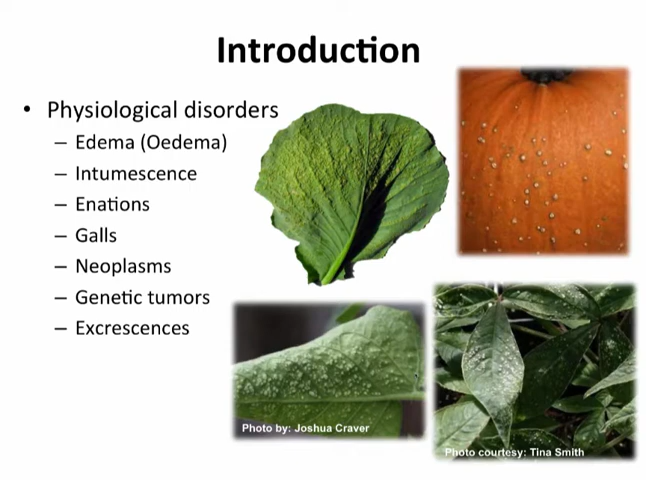 Introduction
• Physiological disorders
– Edema (Oedema)
– Intumescence
– Enations
– Galls
– Neoplasms
– Genetic tumors
– Excrescences
Photo by: Joshua Craver
Photo courtesy: Tina Smith